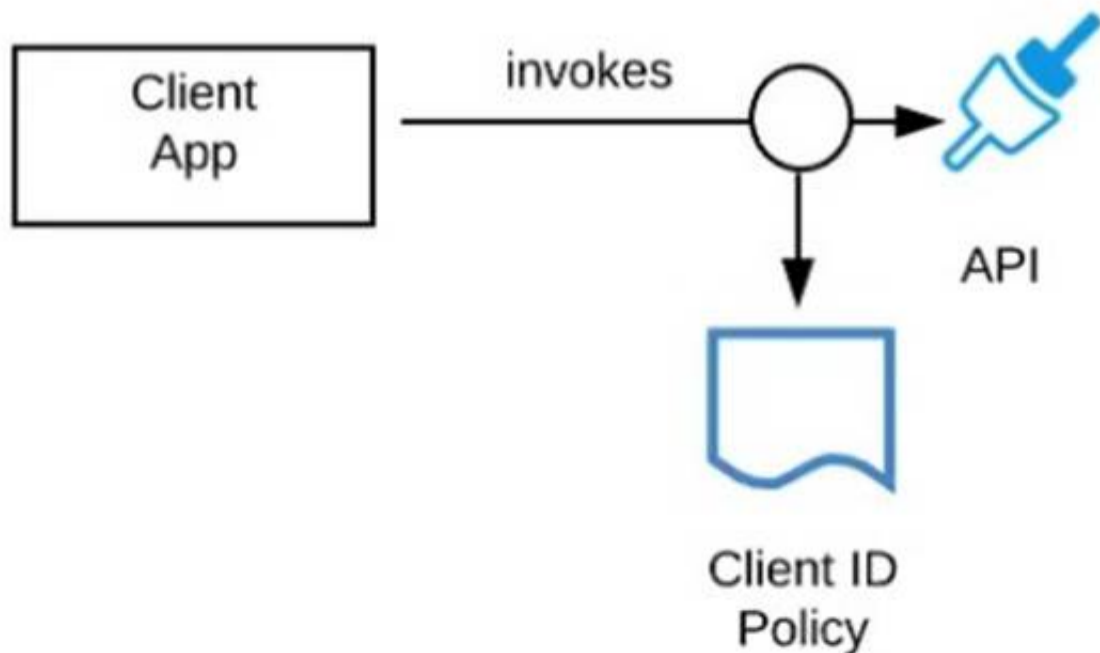 Client
App
invokes
API
Client ID
Policy